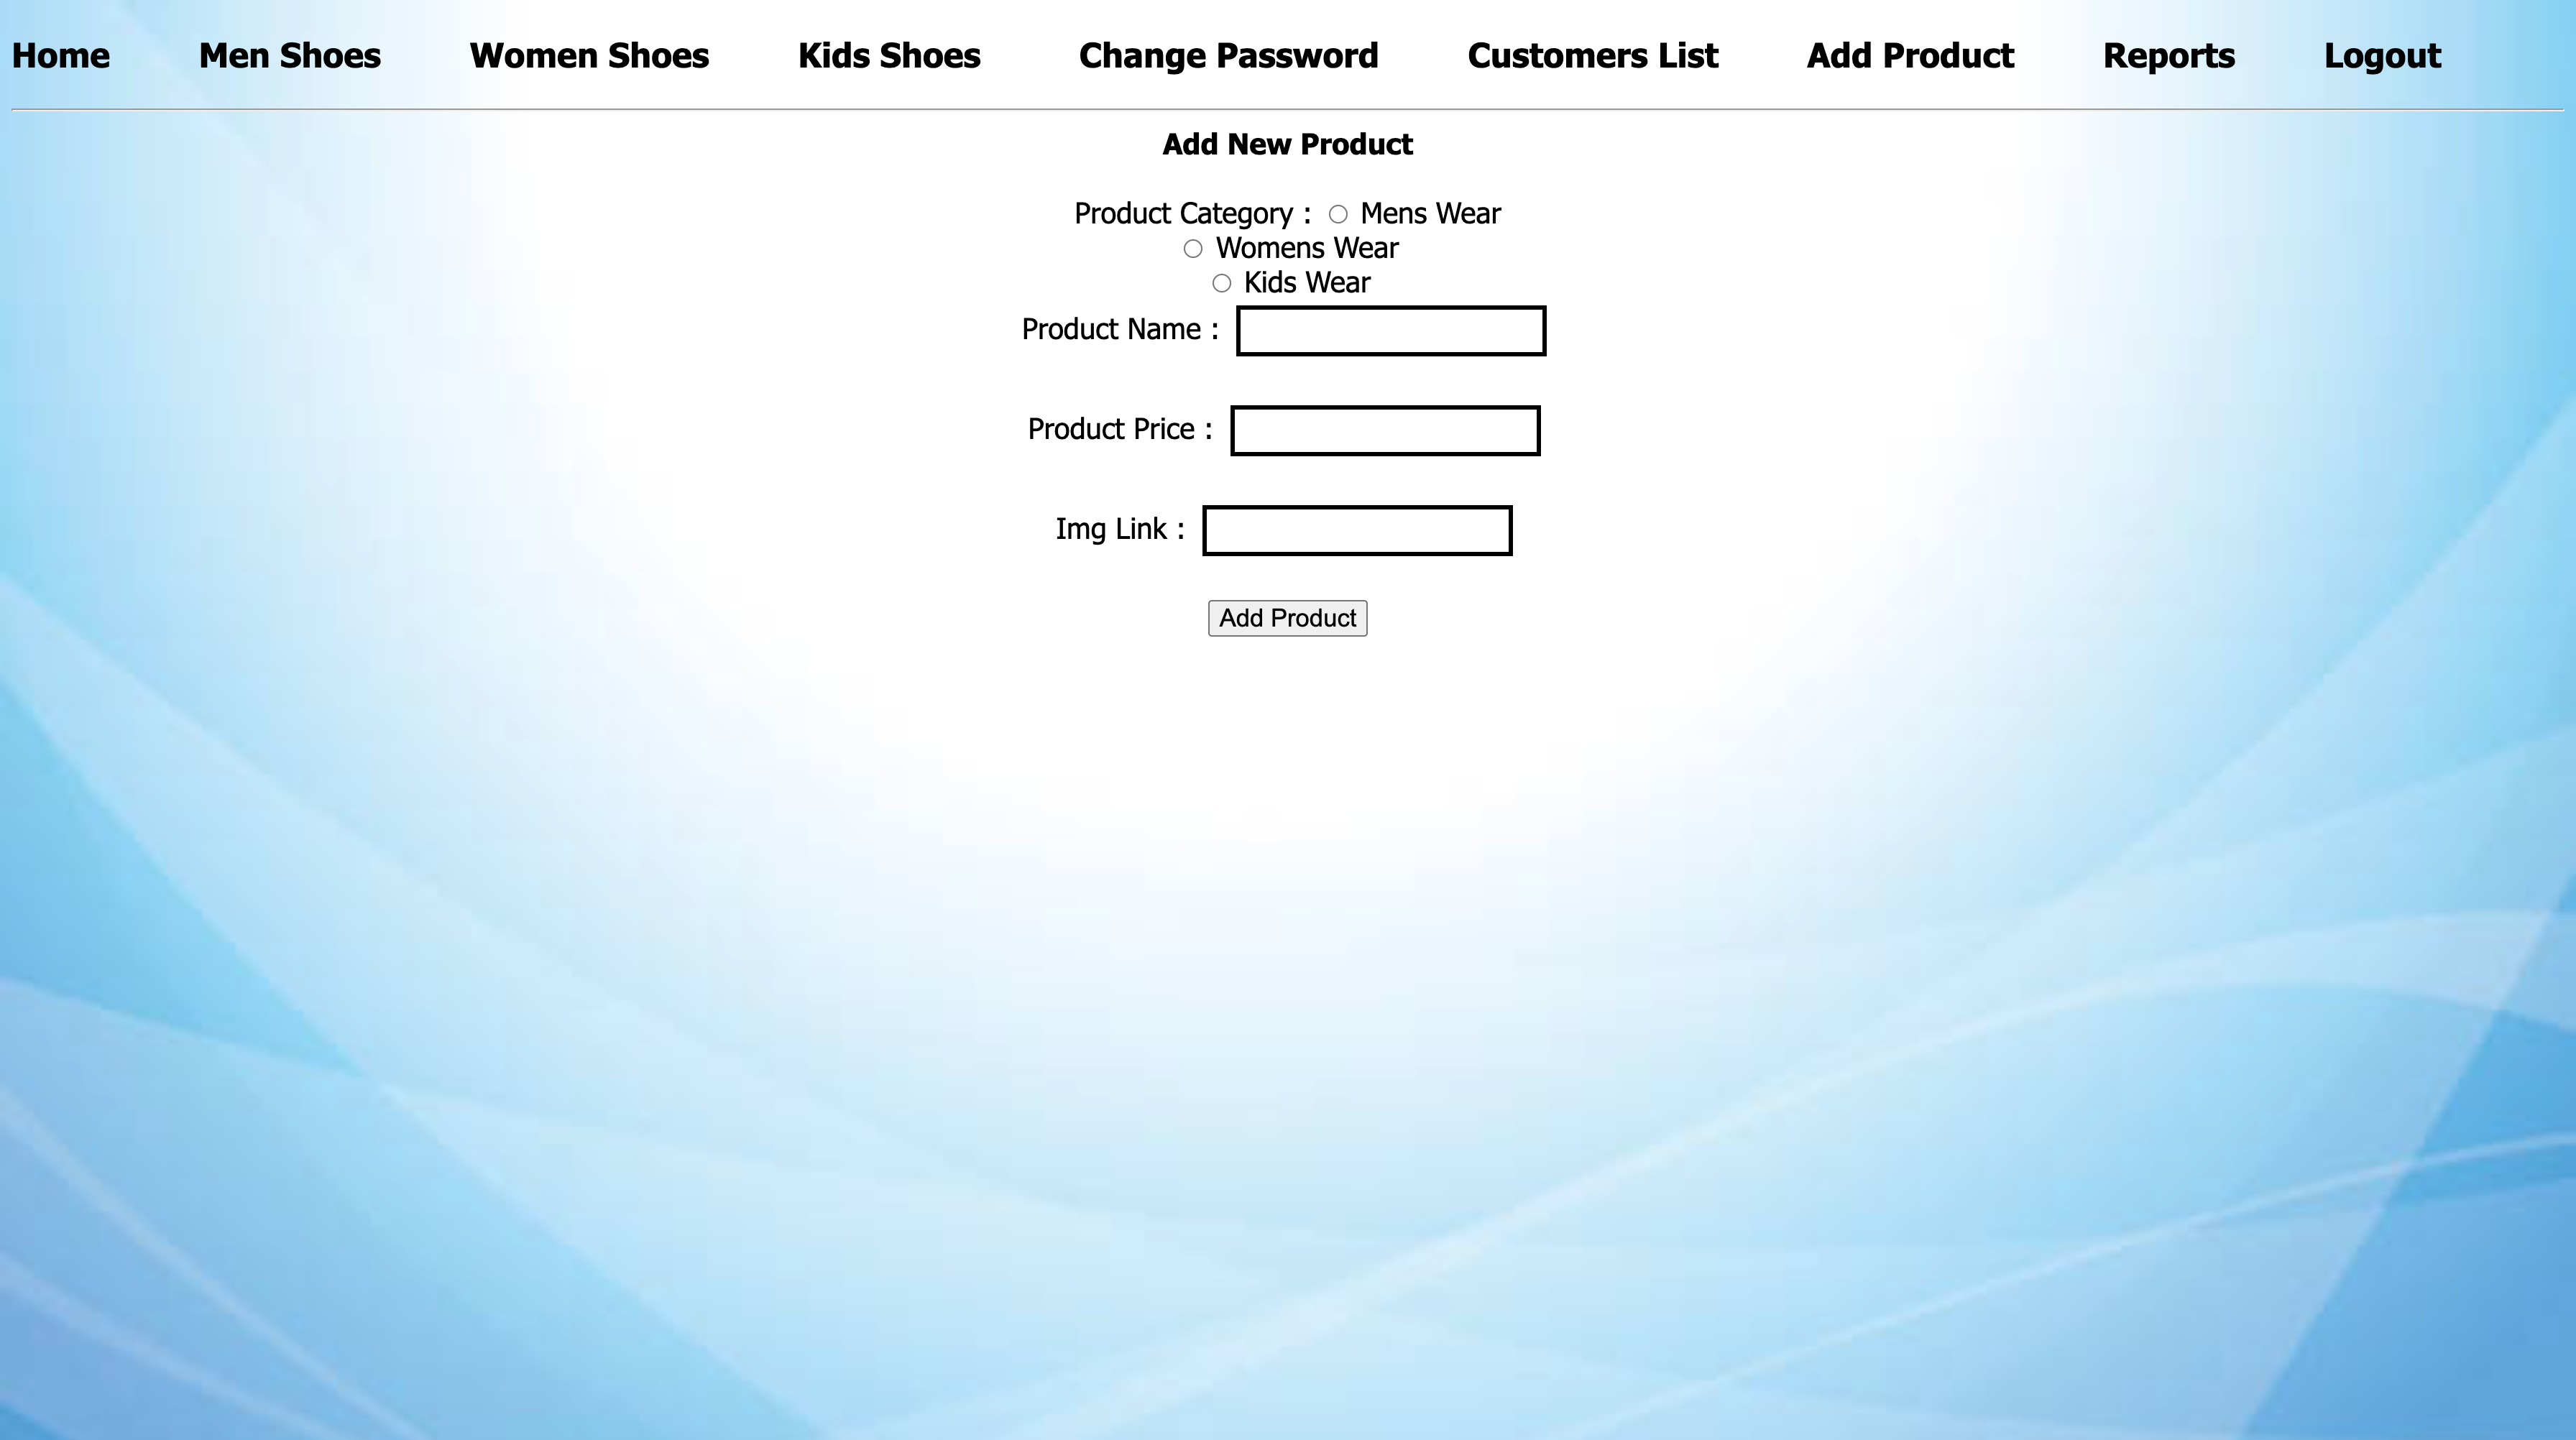 Home Men Shoes Women Shoes Kids Shoes Change Password Customers List Add Product Reports Logout
Add New Product
Product Category : Mens Wear
Womens Wear
Kids Wear
Product Name :
Product Price :
Img Link :
Add Product